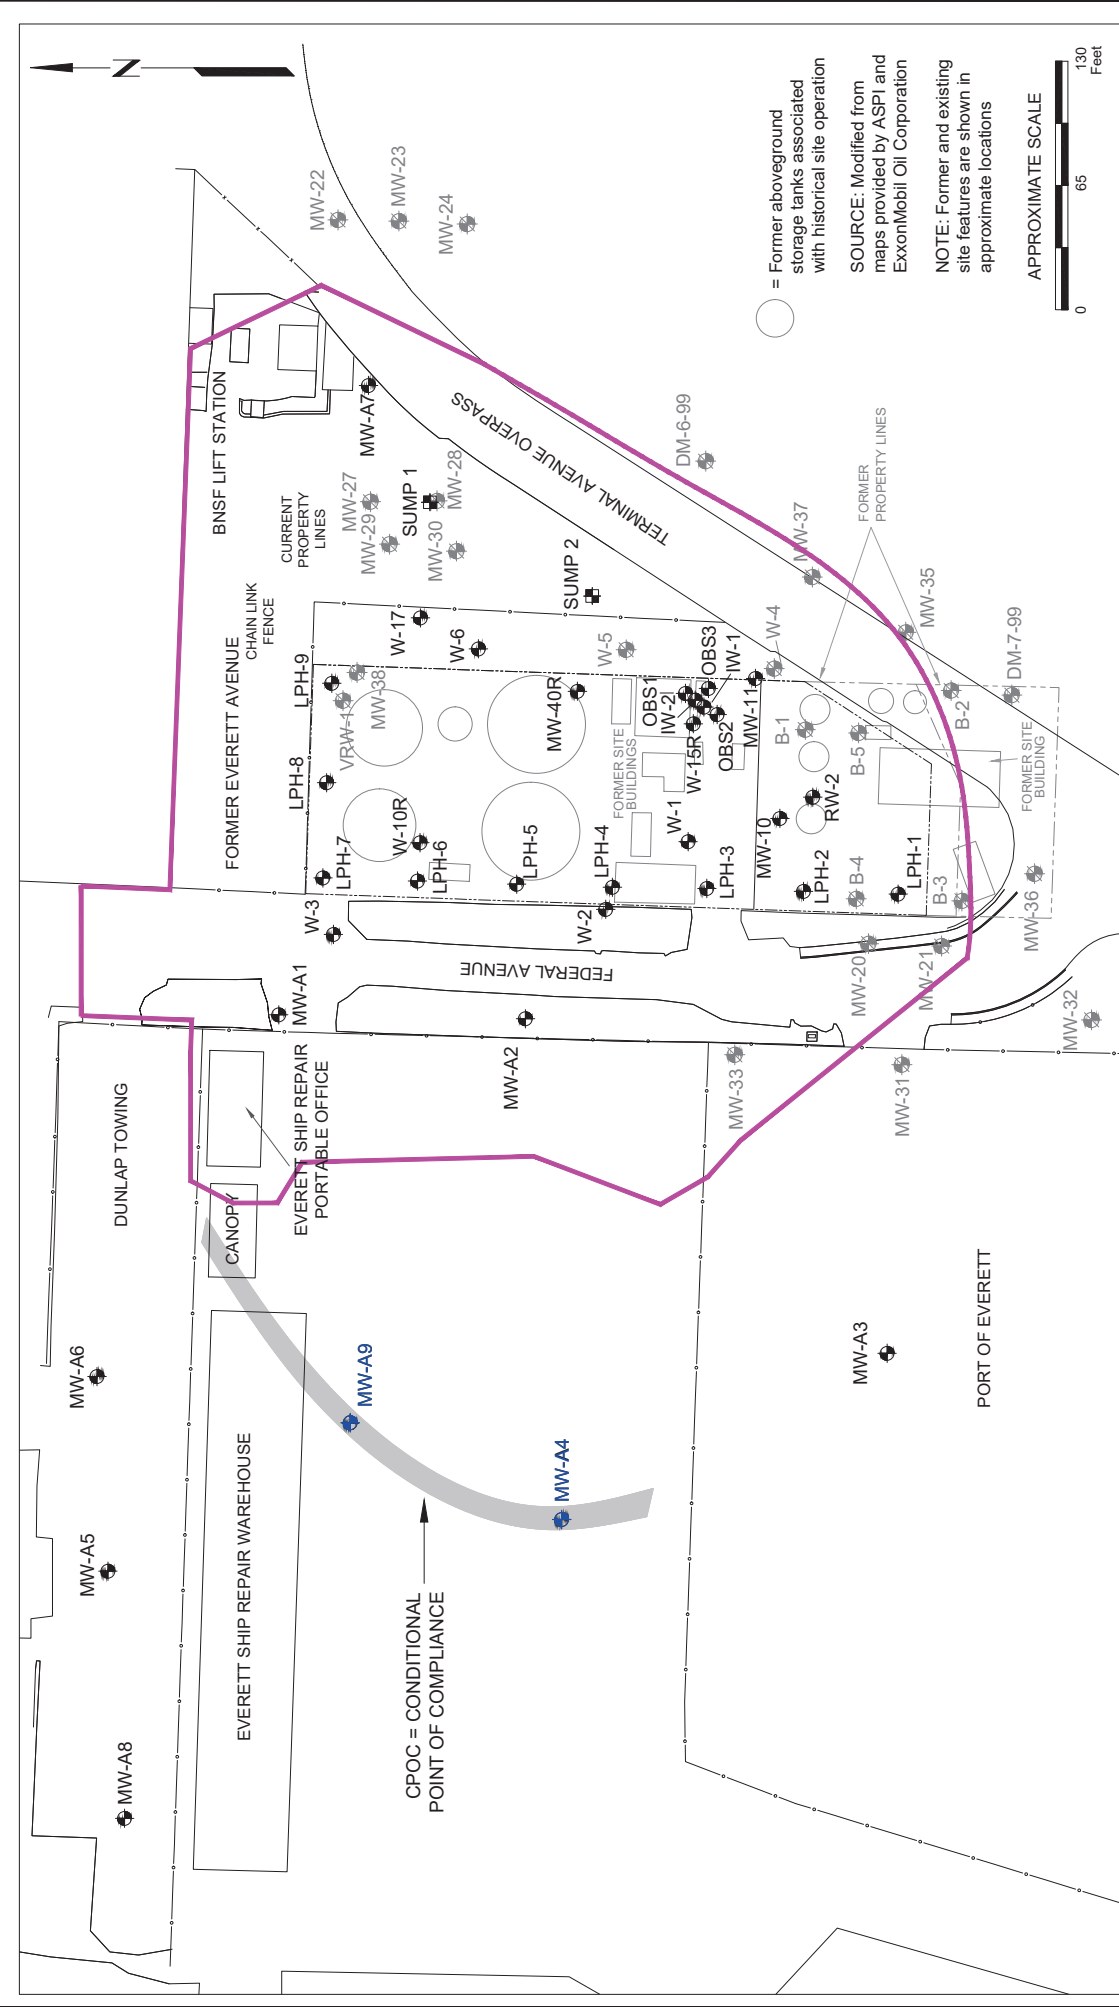 N
MW-22
MW-23
MW-24
= Former aboveground
storage tanks associated
with historical site operation
SOURCE: Modified from
maps provided by ASPI and
ExxonMobil Oil Corporation
NOTE: Former and existing
site features are shown in
approximate locations
APPROXIMATE SCALE
0
65
130
Feet
BNSF LIFT STATION
MW-A7
CURRENT
PROPERTY
LINES
MW-27
MW-29
SUMP 1
MW-28
MW-30
TERMINAL AVENUE OVERPASS
DM-6-99
SUMP 2
MW-37
FORMER
PROPERTY LINES
MW-35
DM-7-99
FORMER EVERETT AVENUE
CHAIN LINK
FENCE
LPH-9
W-17
W-6
W-5
W-4
VRW-1
MW-38
MW-40R
OBS1
OBS3
IW-2
IW-1
W-15R
OBS2
MW-11
B-1
B-5
B-2
FORMER SITE
BUILDINGS
FORMER SITE
BUILDING
LPH-8
LPH-7
W-10R
LPH-6
LPH-5
LPH-4
W-1
LPH-3
MW-10
RW-2
LPH-2
B-4
LPH-1
B-3
MW-36
W-3
W-2
FEDERAL AVENUE
MW-20
MW-21
MW-32
MW-A1
MW-A2
MW-33
MW-31
DUNLAP TOWING
EVERETT SHIP REPAIR
PORTABLE OFFICE
CANOPY
MW-A6
MW-A9
MW-A4
MW-A3
PORT OF EVERETT
MW-A5
EVERETT SHIP REPAIR WAREHOUSE
CPOC = CONDITIONAL
POINT OF COMPLIANCE
MW-A8